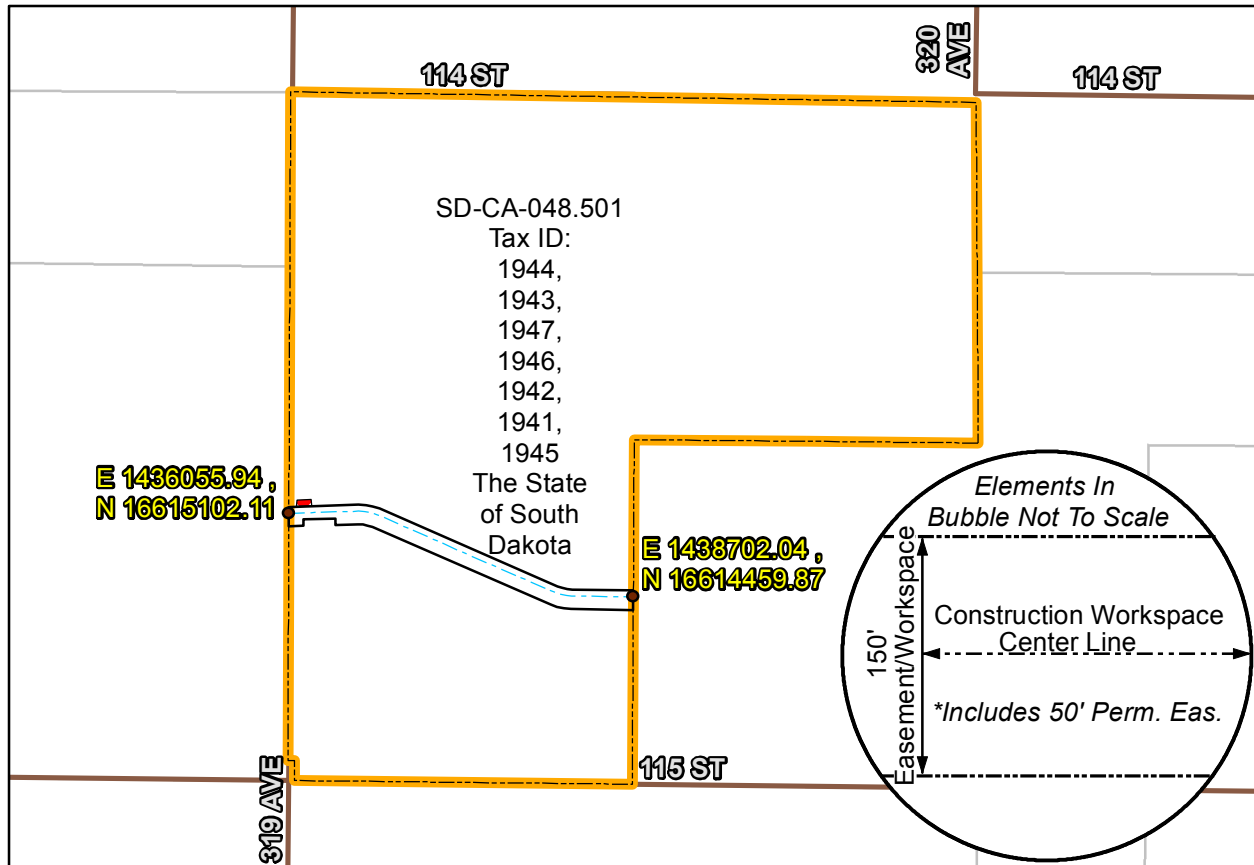 114 ST
320
AVE
114 ST
SD-CA-048.501
Tax ID:
1944,
1943,
1947,
1946,
1942,
1941,
1945
The State
of South
Dakota
E 1436055.94 ,
N 16615102.11
E 1438702.04 ,
N 16614459.87
Elements In
Bubble Not To Scale
150'
Easement/Workspace
Construction Workspace
Center Line
*Includes 50' Perm. Eas.
319 AVE
115 ST